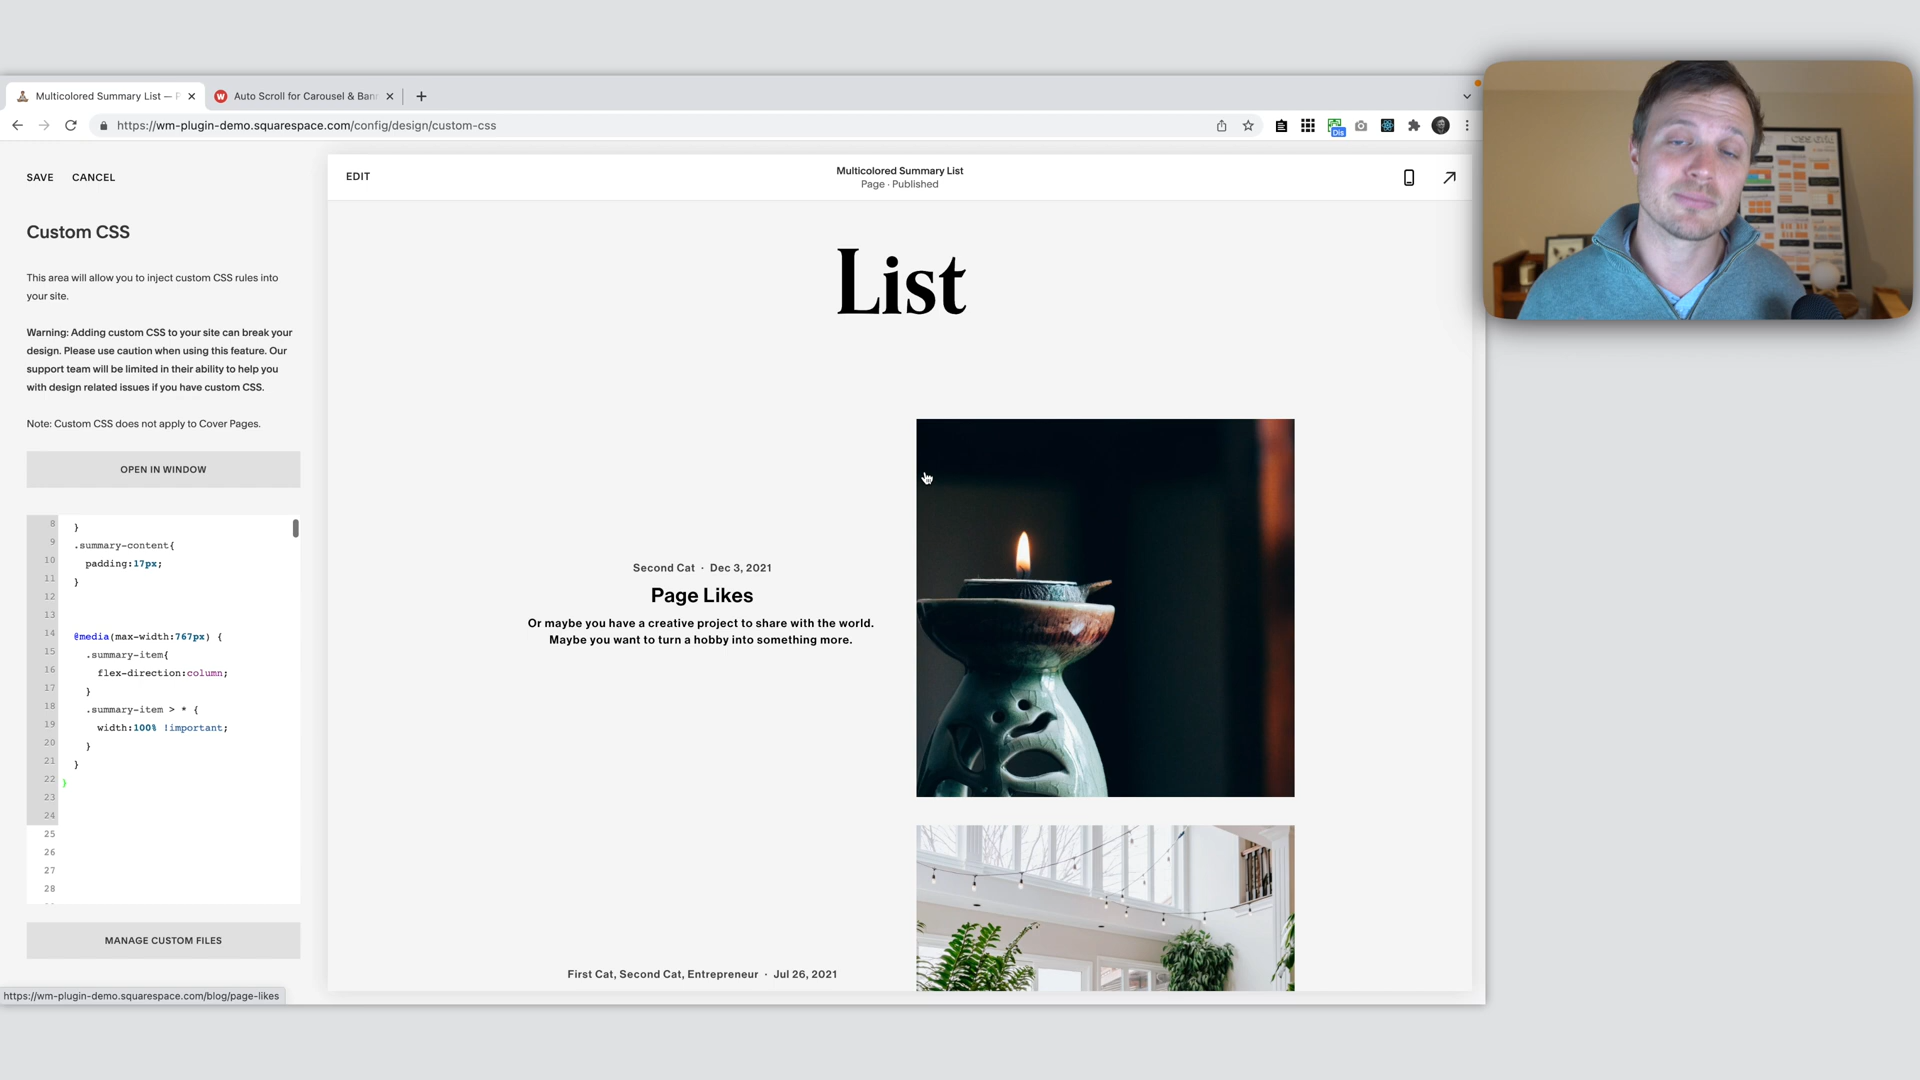 Multicolored Summary List — P
Auto Scroll for Carousel & Bann
https://wm-plugin-demo.squarespace.com/config/design/custom-css
Dis
SAVE CANCEL
Custom CSS
This area will allow you to inject custom CSS rules into
your site.
Warning: Adding custom CSS to your site can break your
design. Please use caution when using this feature. Our
support team will be limited in their ability to help you
with design related issues if you have custom CSS.
Note: Custom CSS does not apply to Cover Pages.
OPEN IN WINDOW
8 }
9 .summary-content{
10 padding:17px;
11 }
12
13
14 @media(max-width:767px) {
15 .summary-item{
16 flex-direction:column;
17 }
18 .summary-item > * {
19 width:100% !important;
20 }
21 }
22 }
23
24
25
26
27
28
MANAGE CUSTOM FILES
https://wm-plugin-demo.squarespace.com/blog/page-likes
EDIT
Multicolored Summary List
Page · Published
List
Second Cat · Dec 3, 2021
Page Likes
Or maybe you have a creative project to share with the world.
Maybe you want to turn a hobby into something more.
First Cat, Second Cat, Entrepreneur · Jul 26, 2021
CSS Grid